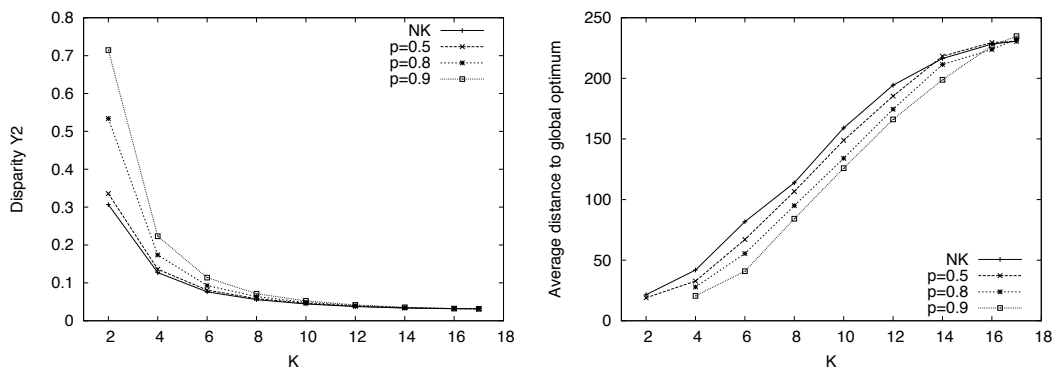 Disparity Y2
0.8
0.7
0.6
0.5
0.4
0.3
0.2
0.1
0
2 4 6 8 10 12 14 16 18
K
NK
p=0.5
p=0.8
p=0.9
Average distance to global optimum
250
200
150
100
50
0
2 4 6 8 10 12 14 16 18
K
NK
p=0.5
p=0.8
p=0.9